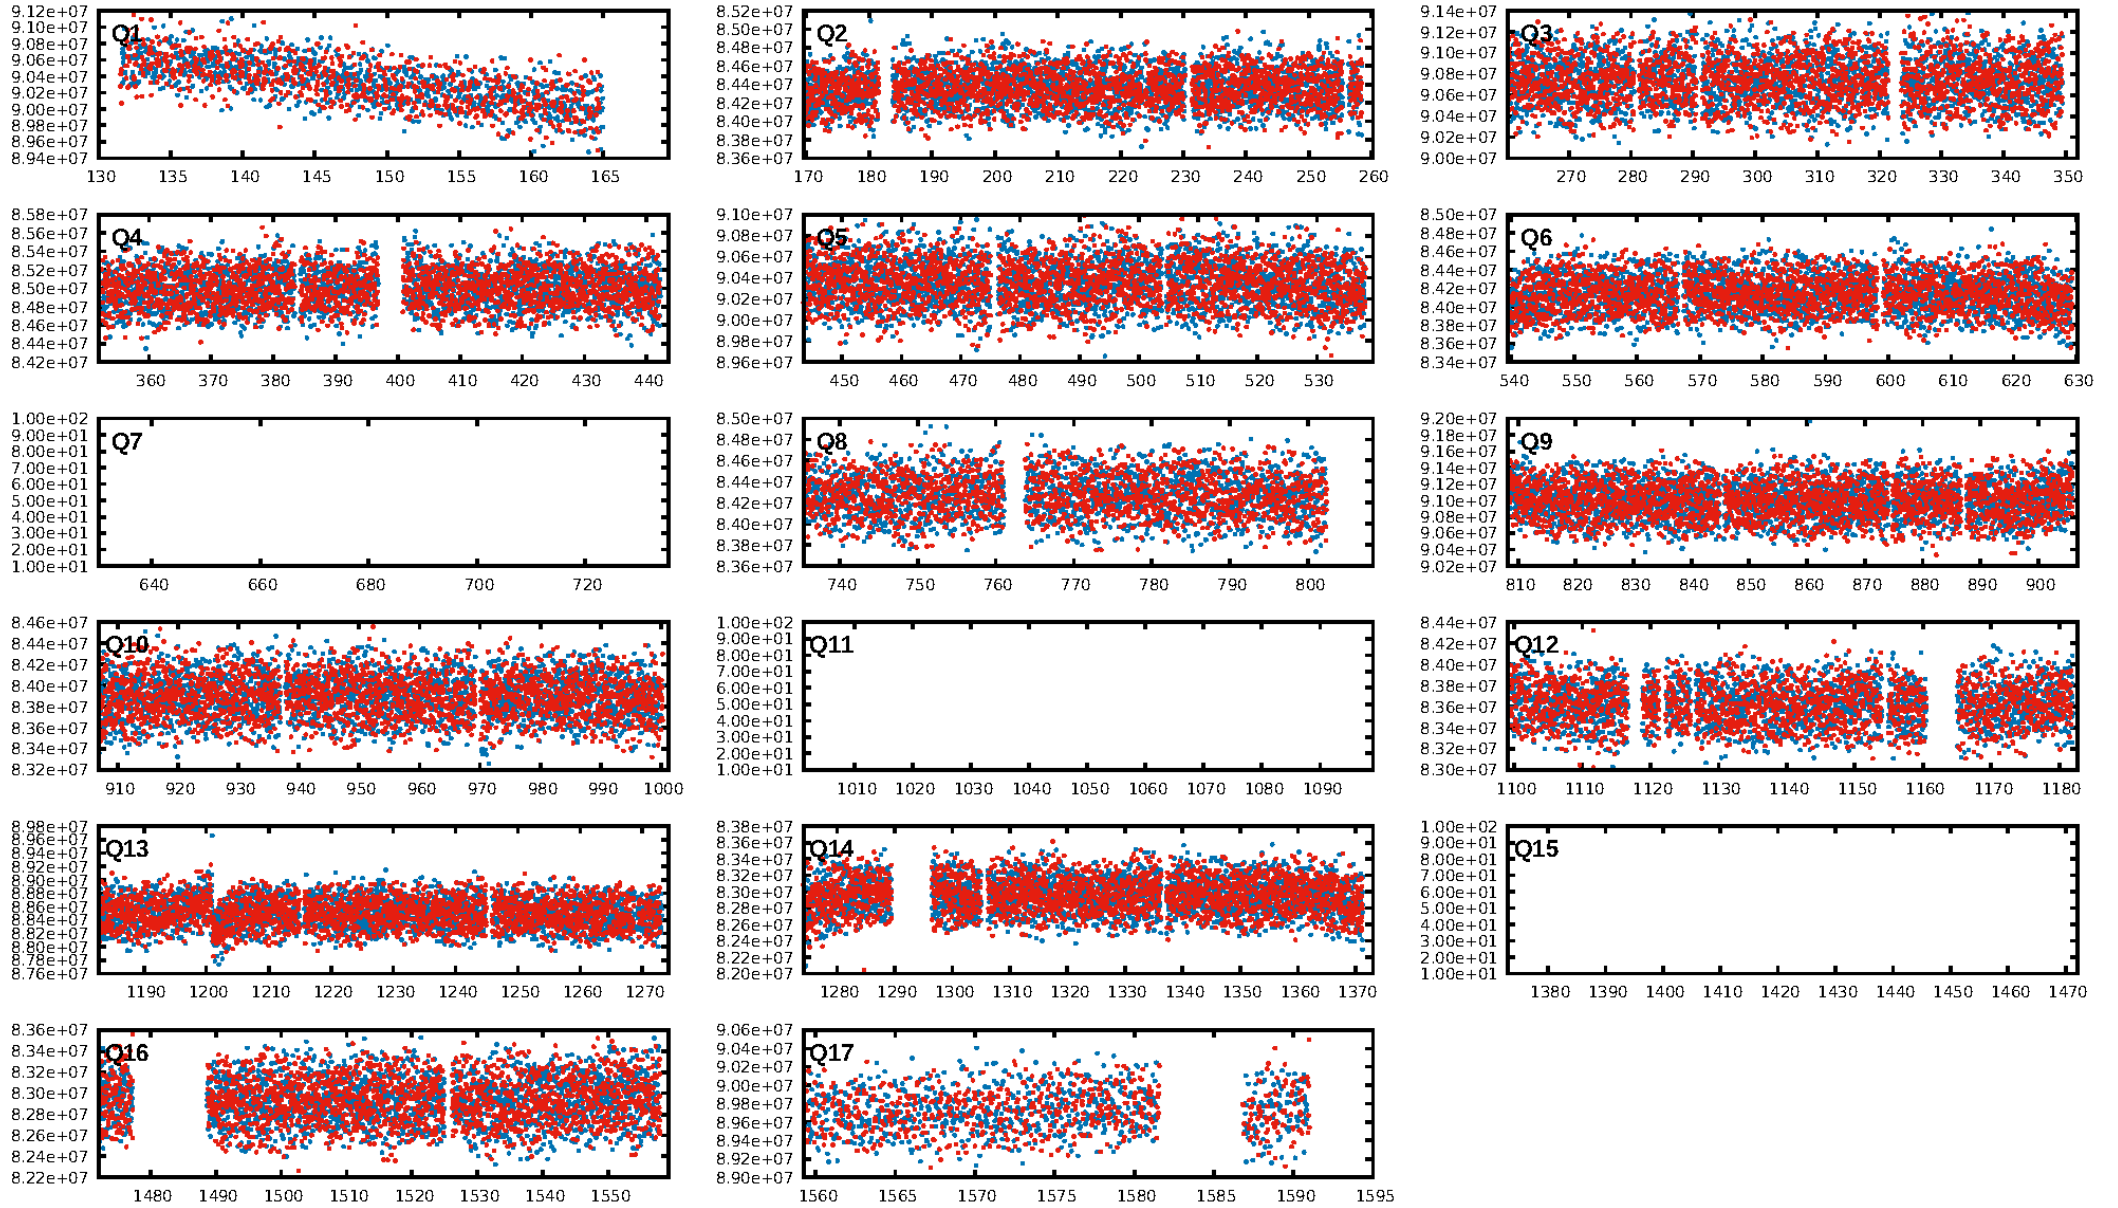 Q1
9.12e+07
9.10e+07
9.08e+07
9.06e+07
9.04e+07
9.02e+07
9.00e+07
8.98e+07
8.96e+07
8.94e+07
130 135 140 145 150 155 160 165
Q2
8.52e+07
8.50e+07
8.48e+07
8.46e+07
8.44e+07
8.42e+07
8.40e+07
8.38e+07
8.36e+07
170 180 190 200 210 220 230 240 250 260
Q3
9.14e+07
9.12e+07
9.10e+07
9.08e+07
9.06e+07
9.04e+07
9.02e+07
9.00e+07
270 280 290 300 310 320 330 340 350
Q4
8.58e+07
8.56e+07
8.54e+07
8.52e+07
8.50e+07
8.48e+07
8.46e+07
8.44e+07
8.42e+07
360 370 380 390 400 410 420 430 440
Q5
9.10e+07
9.08e+07
9.06e+07
9.04e+07
9.02e+07
9.00e+07
8.98e+07
8.96e+07
450 460 470 480 490 500 510 520 530
Q6
8.50e+07
8.48e+07
8.46e+07
8.44e+07
8.42e+07
8.40e+07
8.38e+07
8.36e+07
8.34e+07
540 550 560 570 580 590 600 610 620 630
Q7
1.00e+02
9.00e+01
8.00e+01
7.00e+01
6.00e+01
5.00e+01
4.00e+01
3.00e+01
2.00e+01
1.00e+01
640 660 680 700 720
Q8
8.50e+07
8.48e+07
8.46e+07
8.44e+07
8.42e+07
8.40e+07
8.38e+07
8.36e+07
740 750 760 770 780 790 800
Q9
9.20e+07
9.18e+07
9.16e+07
9.14e+07
9.12e+07
9.10e+07
9.08e+07
9.06e+07
9.04e+07
9.02e+07
810 820 830 840 850 860 870 880 890 900
Q10
8.46e+07
8.44e+07
8.42e+07
8.40e+07
8.38e+07
8.36e+07
8.34e+07
8.32e+07
910 920 930 940 950 960 970 980 990 1000
Q11
1.00e+02
9.00e+01
8.00e+01
7.00e+01
6.00e+01
5.00e+01
4.00e+01
3.00e+01
2.00e+01
1.00e+01
1010 1020 1030 1040 1050 1060 1070 1080 1090
Q12
8.44e+07
8.42e+07
8.40e+07
8.38e+07
8.36e+07
8.34e+07
8.32e+07
8.30e+07
1100 1110 1120 1130 1140 1150 1160 1170 1180
Q13
8.98e+07
8.96e+07
8.94e+07
8.92e+07
8.90e+07
8.88e+07
8.86e+07
8.84e+07
8.82e+07
8.80e+07
8.78e+07
8.76e+07
1190 1200 1210 1220 1230 1240 1250 1260 1270
Q14
8.38e+07
8.36e+07
8.34e+07
8.32e+07
8.30e+07
8.28e+07
8.26e+07
8.24e+07
8.22e+07
8.20e+07
1280 1290 1300 1310 1320 1330 1340 1350 1360 1370
Q15
1.00e+02
9.00e+01
8.00e+01
7.00e+01
6.00e+01
5.00e+01
4.00e+01
3.00e+01
2.00e+01
1.00e+01
1380 1390 1400 1410 1420 1430 1440 1450 1460 1470
Q16
8.36e+07
8.34e+07
8.32e+07
8.30e+07
8.28e+07
8.26e+07
8.24e+07
8.22e+07
1480 1490 1500 1510 1520 1530 1540 1550
Q17
9.06e+07
9.04e+07
9.02e+07
9.00e+07
8.98e+07
8.96e+07
8.94e+07
8.92e+07
8.90e+07
1560 1565 1570 1575 1580 1585 1590 1595